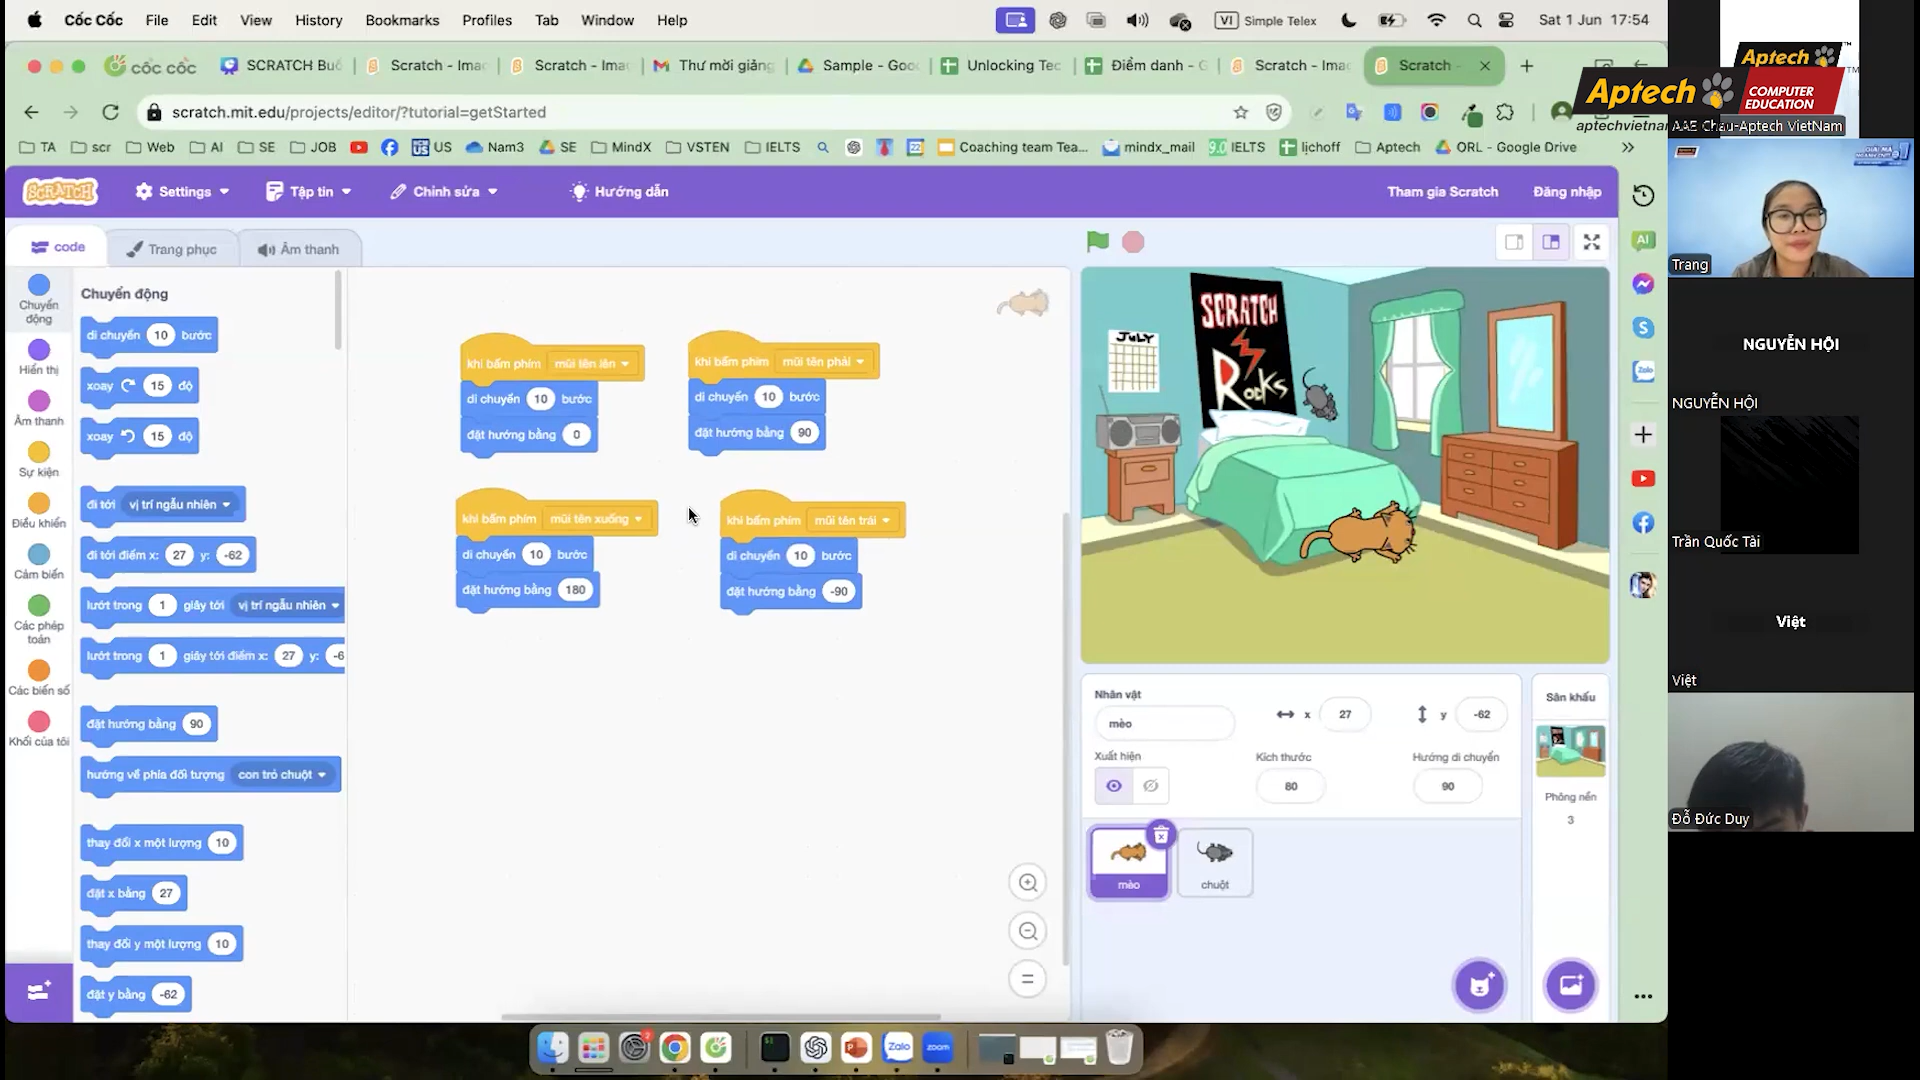 Cốc Cốc File Edit View History Bookmarks Profiles Tab Window Help
VI Simple Telex Sat 1 Jun 17:54
cốc cốc SCRATCH Bu Scratch - Ima Scratch - Ima Thư mời giảng Sample - Goo Unlocking Tec Điểm danh - G Scratch - Ima Scratch -
scratch.mit.edu/projects/editor/?tutorial=getStarted
TA scr Web AI SE JOB US Nam3 SE MindX VSTEN IELTS Coaching team Tea... mindx_mail IELTS lichoff Aptech ORL - Google Drive
SCRATCH Settings Tập tin Chỉnh sửa Hướng dẫn Tham gia Scratch Đăng nhập
code Trang phục Âm thanh
Chuyển động
Hiển thị
Âm thanh
Sự kiện
Điều khiển
Cảm biến
Các phép toán
Các biến số
Khối của tôi
Chuyển động
di chuyển 10 bước
xoay 15 độ
xoay 15 độ
đi tới vị trí ngẫu nhiên
đi tới điểm x: 27 y: -62
lướt trong 1 giây tới vị trí ngẫu nhiên
lướt trong 1 giây tới điểm x: 27 y: -6
đặt hướng bằng 90
hướng về phía đối tượng con trỏ chuột
thay đổi x một lượng 10
đặt x bằng 27
thay đổi y một lượng 10
đặt y bằng -62
khi bấm phím mũi tên lên
di chuyển 10 bước
đặt hướng bằng 0
khi bấm phím mũi tên phải
di chuyển 10 bước
đặt hướng bằng 90
khi bấm phím mũi tên xuống
di chuyển 10 bước
đặt hướng bằng 180
khi bấm phím mũi tên trái
di chuyển 10 bước
đặt hướng bằng -90
SCRATCH
Rocks
JULY
Nhân vật
mèo
x 27
y -62
Xuất hiện
Kích thước
80
Hướng di chuyển
90
mèo
chuột
Sân khấu
Phông nền
3
Aptech
Aptech COMPUTER EDUCATION
aptechvietnam
AAE Chau-Aptech VietNam
Trang
NGUYỄN HỘI
NGUYỄN HỘI
Trần Quốc Tài
Việt
Việt
Đỗ Đức Duy
AI
Zalo
Zalo
zoom